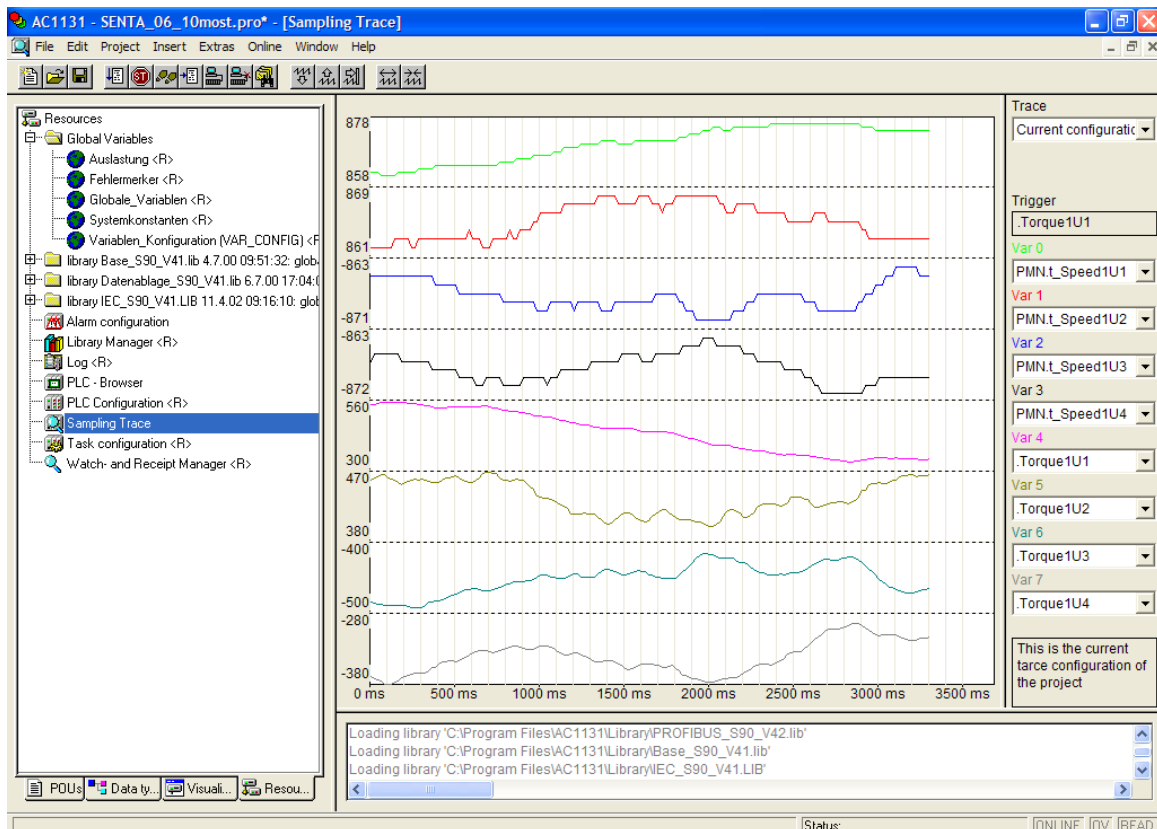 AC1131 - SENTA_06_10most.pro* - [Sampling Trace]
File Edit Project Insert Extras Online Window Help
Resources
Global Variables
Auslastung <R>
Fehlermerker <R>
Globale_Variablen <R>
Systemkonstanten <R>
Variablen_Konfiguration (VAR_CONFIG) <F
library Base_S90_V41.lib 4.7.00 09:51:32: glob
library Datenablage_S90_V41.lib 6.7.00 17:04:0
library IEC_S90_V41.LIB 11.4.02 09:16:10: glob
Alarm configuration
Library Manager <R>
Log <R>
PLC - Browser
PLC Configuration <R>
Sampling Trace
Task configuration <R>
Watch- and Receipt Manager <R>
POUs Data ty... Visuali... Resou...
878
858
869
861
-863
-871
-863
-872
560
300
470
380
-400
-500
-280
-380
0 ms 500 ms 1000 ms 1500 ms 2000 ms 2500 ms 3000 ms 3500 ms
Trace
Current configuratic
Trigger
.Torque1U1
Var 0
PMN.t_Speed1U1
Var 1
PMN.t_Speed1U2
Var 2
PMN.t_Speed1U3
Var 3
PMN.t_Speed1U4
Var 4
.Torque1U1
Var 5
.Torque1U2
Var 6
.Torque1U3
Var 7
.Torque1U4
This is the current
tarce configuration of
the project
Loading library 'C:\Program Files\AC1131\Library\PROFIBUS_S90_V42.lib'
Loading library 'C:\Program Files\AC1131\Library\Base_S90_V41.lib'
Loading library 'C:\Program Files\AC1131\Library\IEC_S90_V41.LIB'
Status: ONLINE OV READ